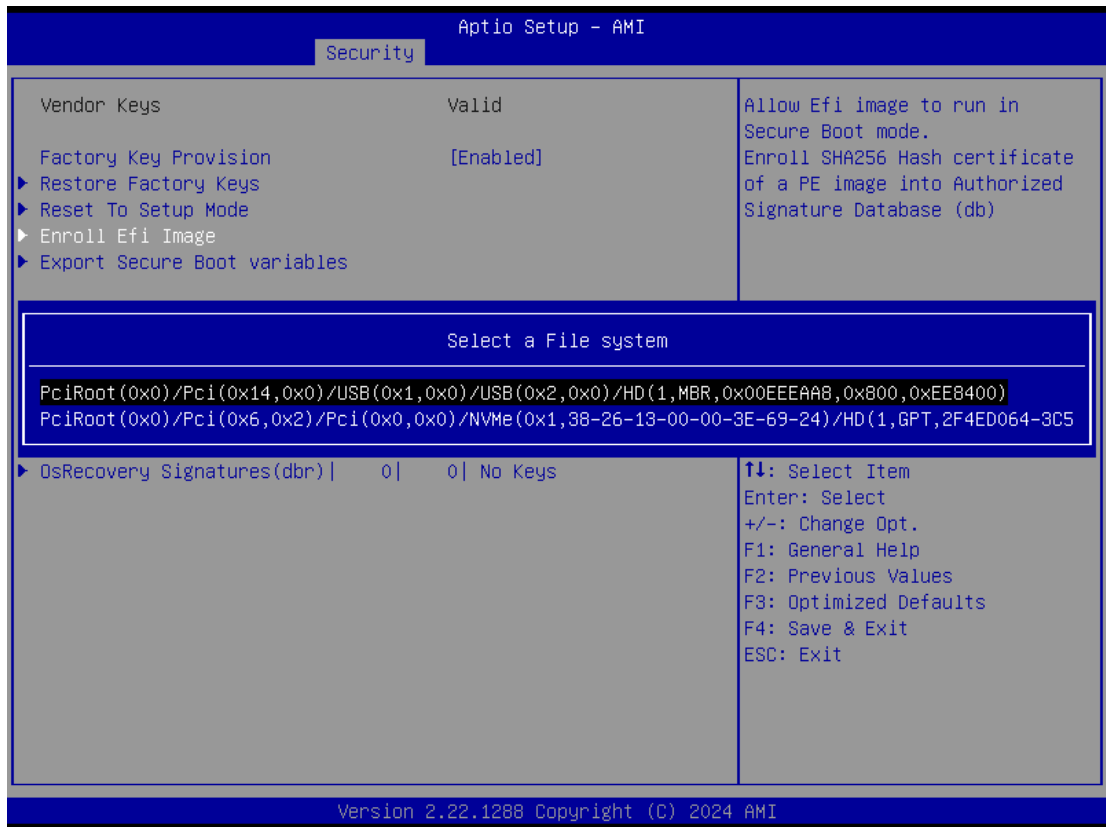 Aptio Setup – AMI
Security
Vendor Keys Valid
Factory Key Provision [Enabled]
Restore Factory Keys
Reset To Setup Mode
Enroll Efi Image
Export Secure Boot variables
Allow Efi image to run in
Secure Boot mode.
Enroll SHA256 Hash certificate
of a PE image into Authorized
Signature Database (db)
Select a File system
PciRoot(0x0)/Pci(0x14,0x0)/USB(0x1,0x0)/USB(0x2,0x0)/HD(1,MBR,0x00EEEAA8,0x800,0xEE8400)
PciRoot(0x0)/Pci(0x6,0x2)/Pci(0x0,0x0)/NVMe(0x1,38-26-13-00-00-3E-69-24)/HD(1,GPT,2F4ED064-3C5
OsRecovery Signatures(dbr)| 0| 0| No Keys
↑↓: Select Item
Enter: Select
+/-: Change Opt.
F1: General Help
F2: Previous Values
F3: Optimized Defaults
F4: Save & Exit
ESC: Exit
Version 2.22.1288 Copyright (C) 2024 AMI